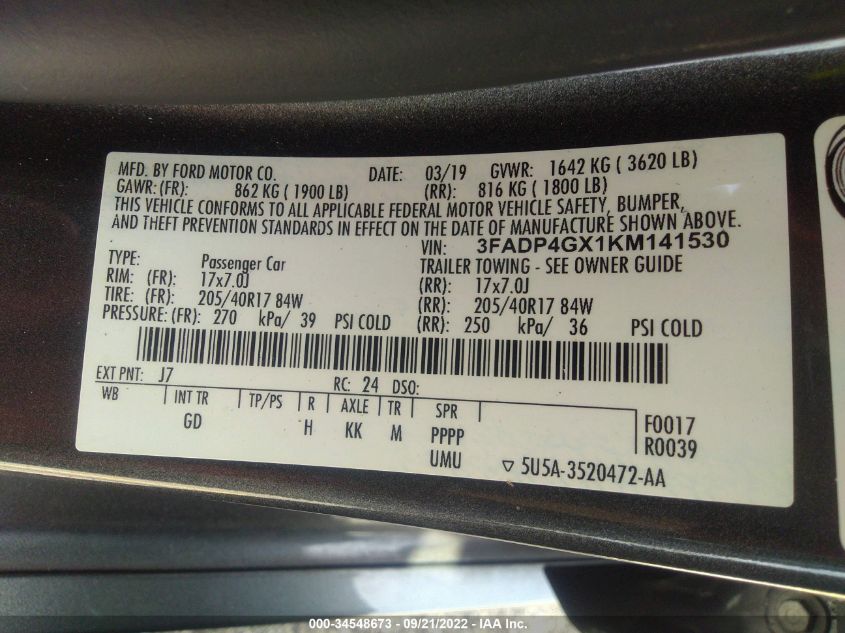 MFD. BY FORD MOTOR CO. DATE: 03/19 GVWR: 1642 KG ( 3620 LB)
GAWR: (FR): 862 KG ( 1900 LB) (RR): 816 KG ( 1800 LB)
THIS VEHICLE CONFORMS TO ALL APPLICABLE FEDERAL MOTOR VEHICLE SAFETY, BUMPER,
AND THEFT PREVENTION STANDARDS IN EFFECT ON THE DATE OF MANUFACTURE SHOWN ABOVE.
VIN: 3FADP4GX1KM141530
TYPE: Passenger Car TRAILER TOWING - SEE OWNER GUIDE
RIM: (FR): 17x7.0J (RR): 17x7.0J
TIRE: (FR): 205/40R17 84W (RR): 205/40R17 84W
PRESSURE: (FR): 270 kPa/ 39 PSI COLD (RR): 250 kPa/ 36 PSI COLD
EXT PNT: J7 RC: 24 DSO:
WB INT TR TP/PS R AXLE TR SPR F0017
GD H KK M PPPP R0039
UMU ▽ 5U5A-3520472-AA
000-34548673 - 09/21/2022 - IAA Inc.